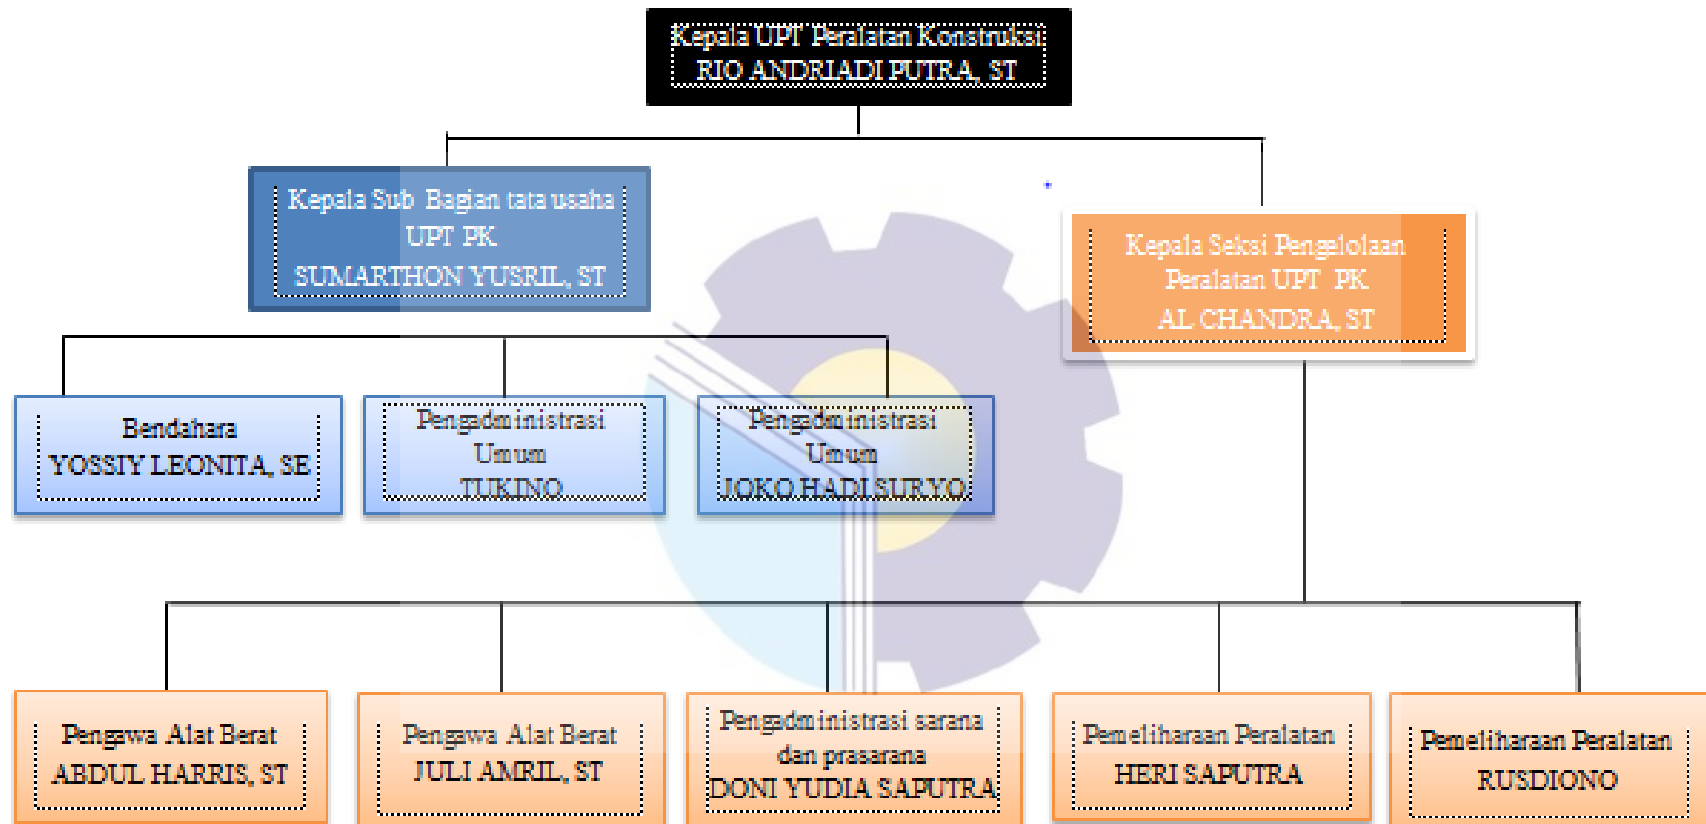 Kepala UPT Peralatan Konstruksi
RIO ANDRIADI PUTRA, ST
Kepala Sub Bagian tata usaha
UPT PK
SUMARTHON YUSRIL, ST
Kepala Seksi Pengelolaan
Peralatan UPT PK
AL CHANDRA, ST
Bendahara
YOSSIY LEONITA, SE
Pengadministrasi
Umum
TUKINO
Pengadministrasi
Umum
JOKO HADI SURYO
Pengawa Alat Berat
ABDUL HARRIS, ST
Pengawa Alat Berat
JULI AMRIL, ST
Pengadministrasi sarana
dan prasarana
DONI YUDIA SAPUTRA
Pemeliharaan Peralatan
HERI SAPUTRA
Pemeliharaan Peralatan
RUSDIONO